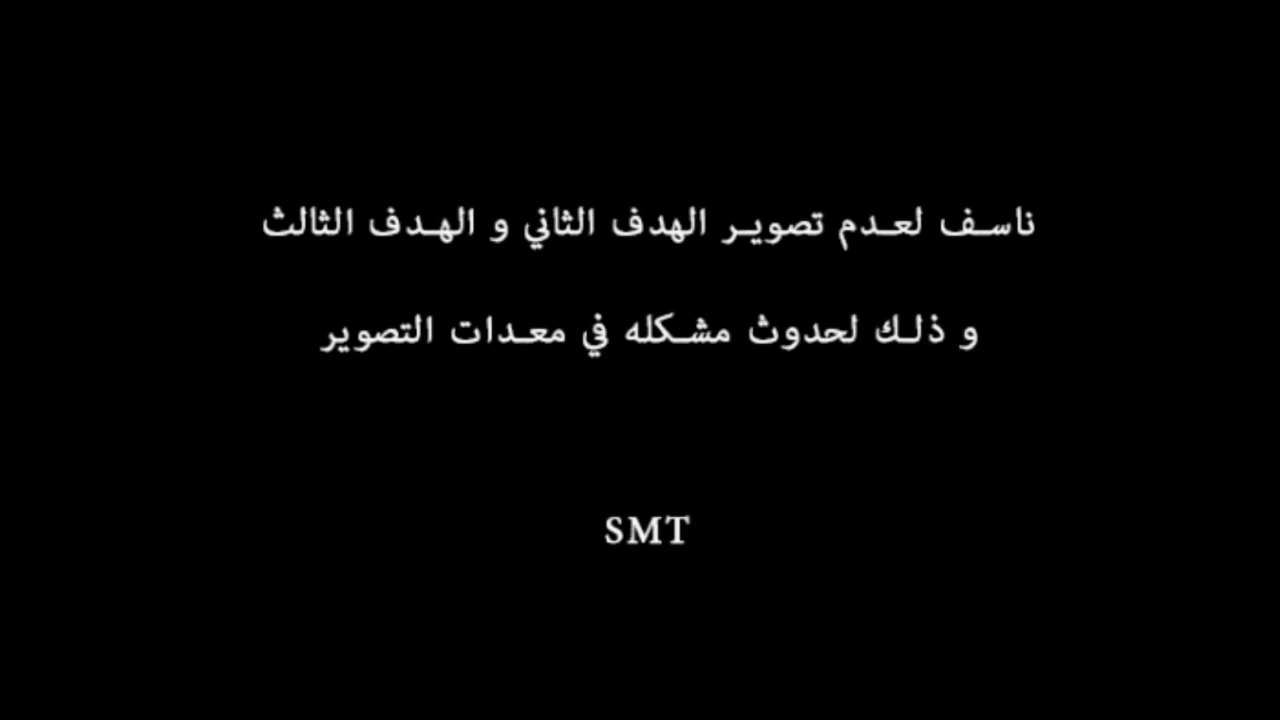 ناسف لعدم تصوير الهدف الثاني و الهدف الثالث
و ذلك لحدوث مشكله في معدات التصوير
SMT